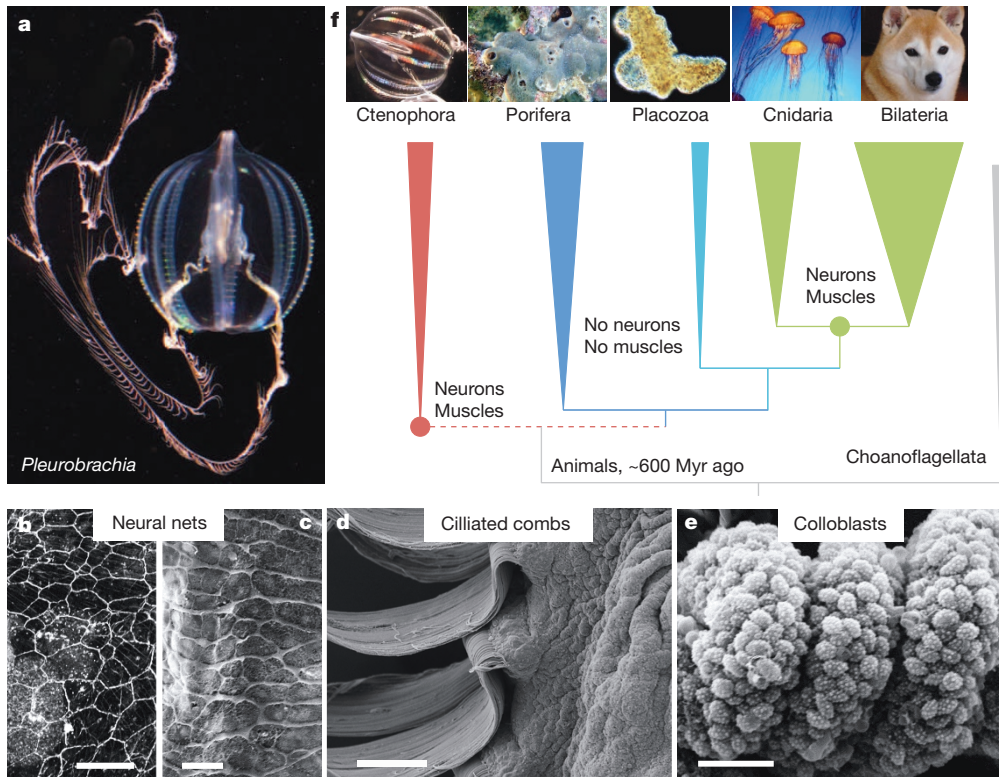 a
Pleurobrachia
f
Ctenophora
Porifera
Placozoa
Cnidaria
Bilateria
Neurons
Muscles
No neurons
No muscles
Neurons
Muscles
Animals, ~600 Myr ago
Choanoflagellata
b
Neural nets
c
d
Cilliated combs
e
Colloblasts